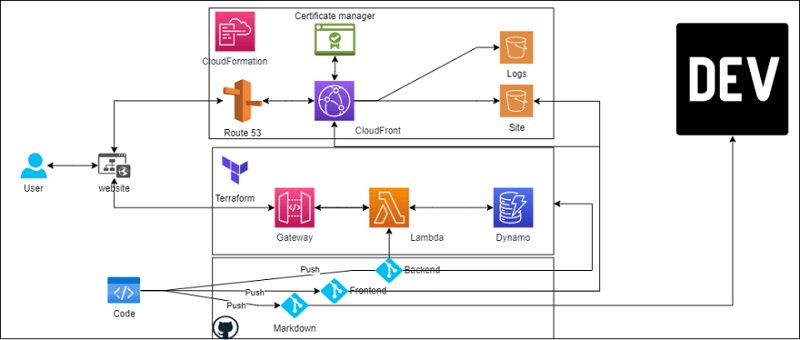 Certificate manager
CloudFormation
Logs
DEV
Route 53
CloudFront
Site
User
website
Terraform
Gateway
Lambda
Dynamo
Push
Backend
Code
Push
Frontend
Push
Markdown